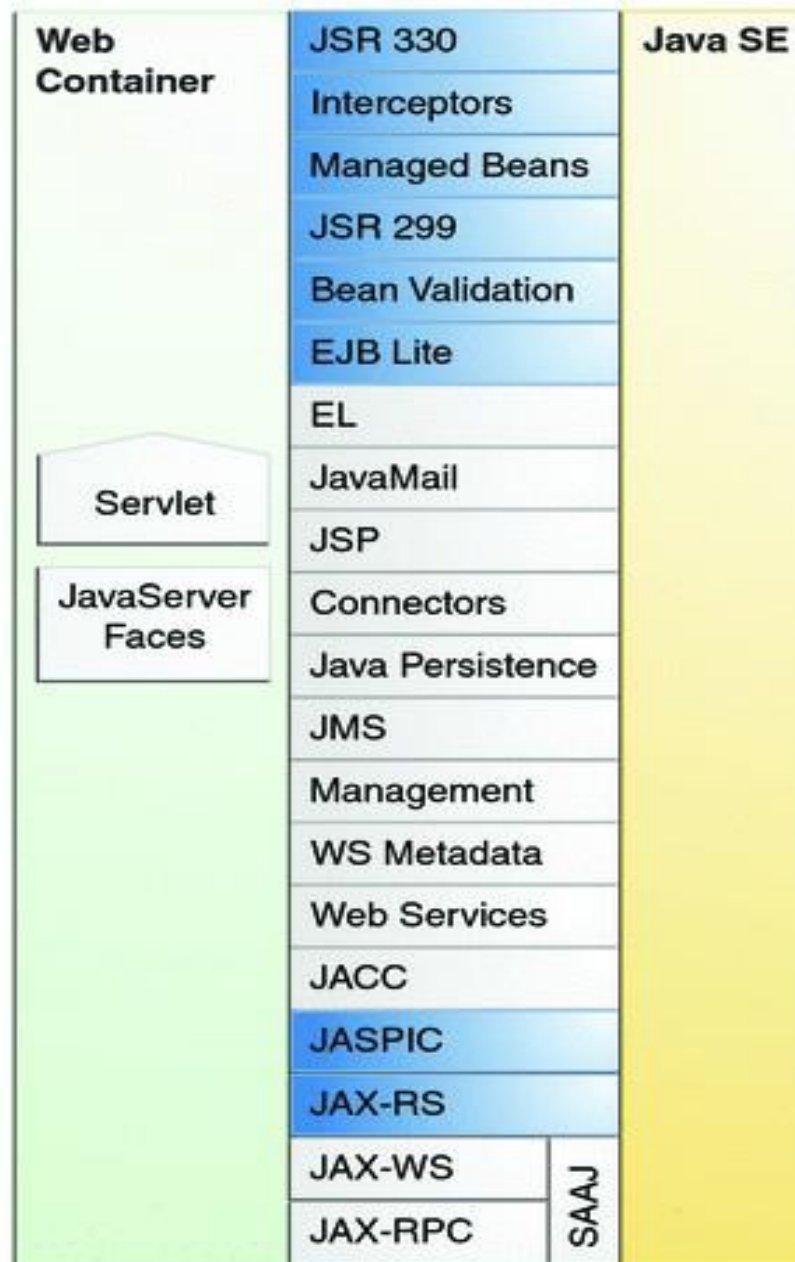 Web
Container
Servlet
JavaServer
Faces
JSR 330
Interceptors
Managed Beans
JSR 299
Bean Validation
EJB Lite
EL
JavaMail
JSP
Connectors
Java Persistence
JMS
Management
WS Metadata
Web Services
JACC
JASPIC
JAX-RS
JAX-WS
JAX-RPC
SAAJ
Java SE